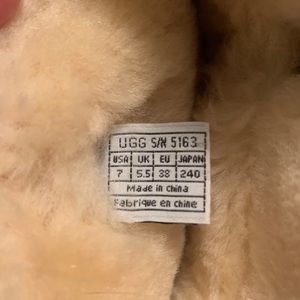 UGG S/N 5163
USA UK EU JAPAN
7 5.5 38 240
Made in China
Fabrique en chine